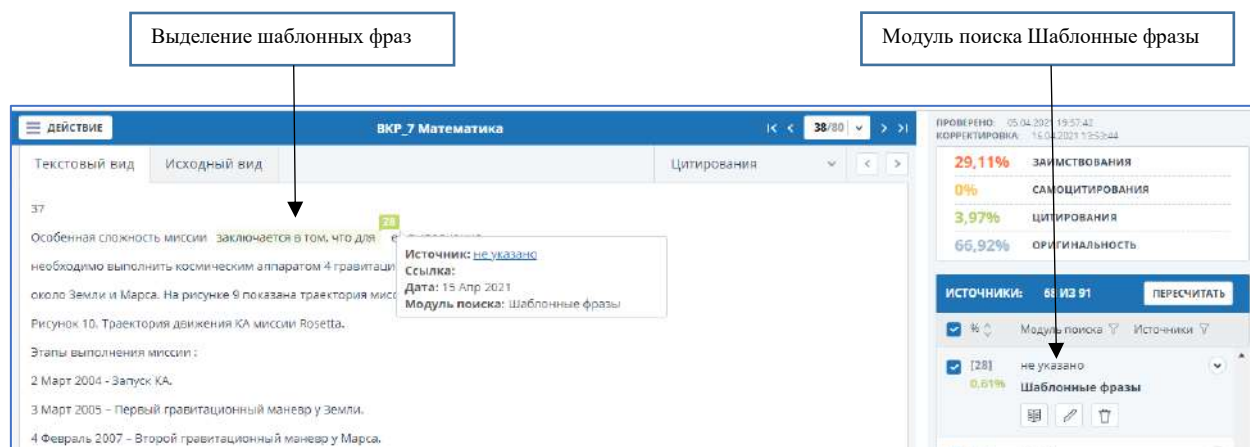 Выделение шаблонных фраз
Модуль поиска Шаблонные фразы
ДЕЙСТВИЕ
ВКР_7 Математика
38/80
ПРОВЕРЕНО: 05.04.2021 19:57:42
КОРРЕКТИРОВКА: 16.04.2021 13:53:44
Текстовый вид
Исходный вид
Цитирования
29,11% ЗАИМСТВОВАНИЯ
0% САМОЦИТИРОВАНИЯ
3,97% ЦИТИРОВАНИЯ
66,92% ОРИГИНАЛЬНОСТЬ
37
28
Особенная сложность миссии заключается в том, что для
необходимо выполнить космическим аппаратом 4 гравитаци
около Земли и Марса. На рисунке 9 показана траектория мис
Рисунок 10. Траектория движения КА миссии Rosetta.
Этапы выполнения миссии :
2 Март 2004 - Запуск КА.
3 Март 2005 – Первый гравитационный маневр у Земли.
4 Февраль 2007 – Второй гравитационный маневр у Марса.
Источник: не указано
Ссылка:
Дата: 15 Апр 2021
Модуль поиска: Шаблонные фразы
ИСТОЧНИКИ: 68 ИЗ 91 ПЕРЕСЧИТАТЬ
% Модуль поиска Источники
[28] не указано
0,61% Шаблонные фразы